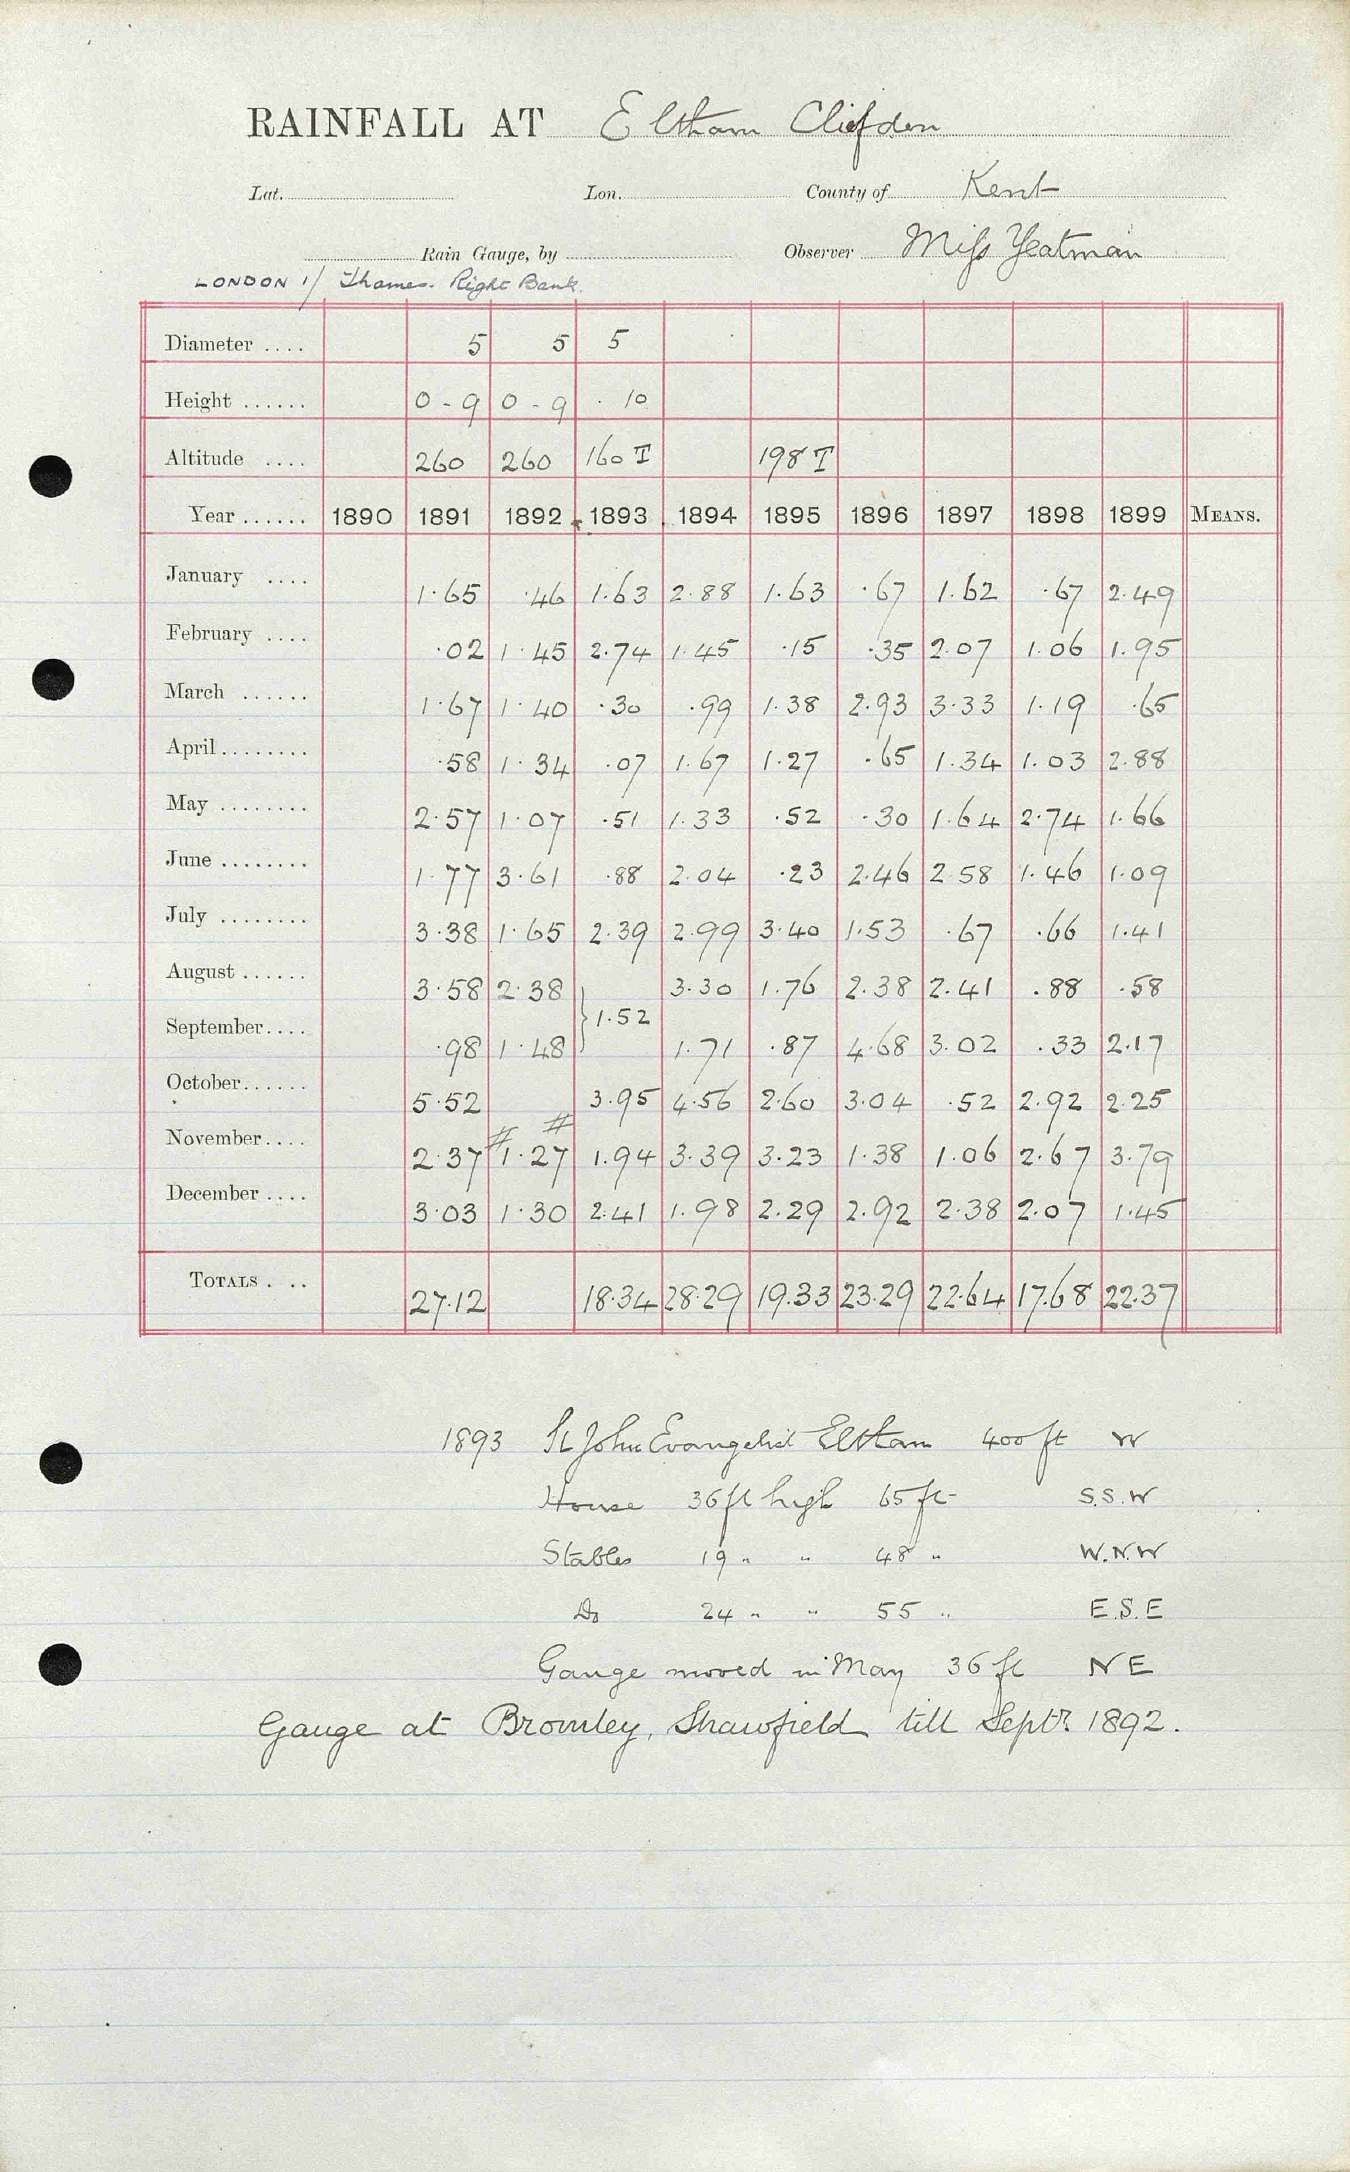 RAINFALL AT Eltham Cliefden
Lat. Lon. County of Kent
Rain Gauge, by Observer Miss Yeatman
LONDON 1/ Thames. Right Bank.
Diameter .... 5 5 5
Height ...... 0-9 0-9 · 10
Altitude .... 260 260 160 T 198 T
Year ...... 1890 1891 1892 1893 1894 1895 1896 1897 1898 1899 MEANS.
January .... 1.65 .46 1.63 2.88 1.63 .67 1.62 .67 2.49
February .... .02 1.45 2.74 1.45 .15 .35 2.07 1.06 1.95
March ...... 1.67 1.40 .30 .99 1.38 2.93 3.33 1.19 .65
April ........ .58 1.34 .07 1.67 1.27 .65 1.34 1.03 2.88
May ........ 2.57 1.07 .51 1.33 .52 .30 1.64 2.74 1.66
June ........ 1.77 3.61 .88 2.04 .23 2.46 2.58 1.46 1.09
July ........ 3.38 1.65 2.39 2.99 3.40 1.53 .67 .66 1.41
August ...... 3.58 2.38 3.30 1.76 2.38 2.41 .88 .58
} 1.52
September .... .98 1.48 1.71 .87 4.68 3.02 .33 2.17
October ...... 5.52 3.95 4.56 2.60 3.04 .52 2.92 2.25
# #
November .... 2.37 1.27 1.94 3.39 3.23 1.38 1.06 2.67 3.79
December .... 3.03 1.30 2.41 1.98 2.29 2.92 2.38 2.07 1.45
TOTALS . .. 27.12 18.34 28.29 19.33 23.29 22.64 17.68 22.37
1893 St John Evangelist Eltham 400 ft W
House 36 ft high 65 ft S.S.W
Stables 19 " " 48 " W.N.W
Do 24 " " 55 " E.S.E
Gauge moved in May 36 ft NE
Gauge at Bromley, Shawfield till Septr. 1892.